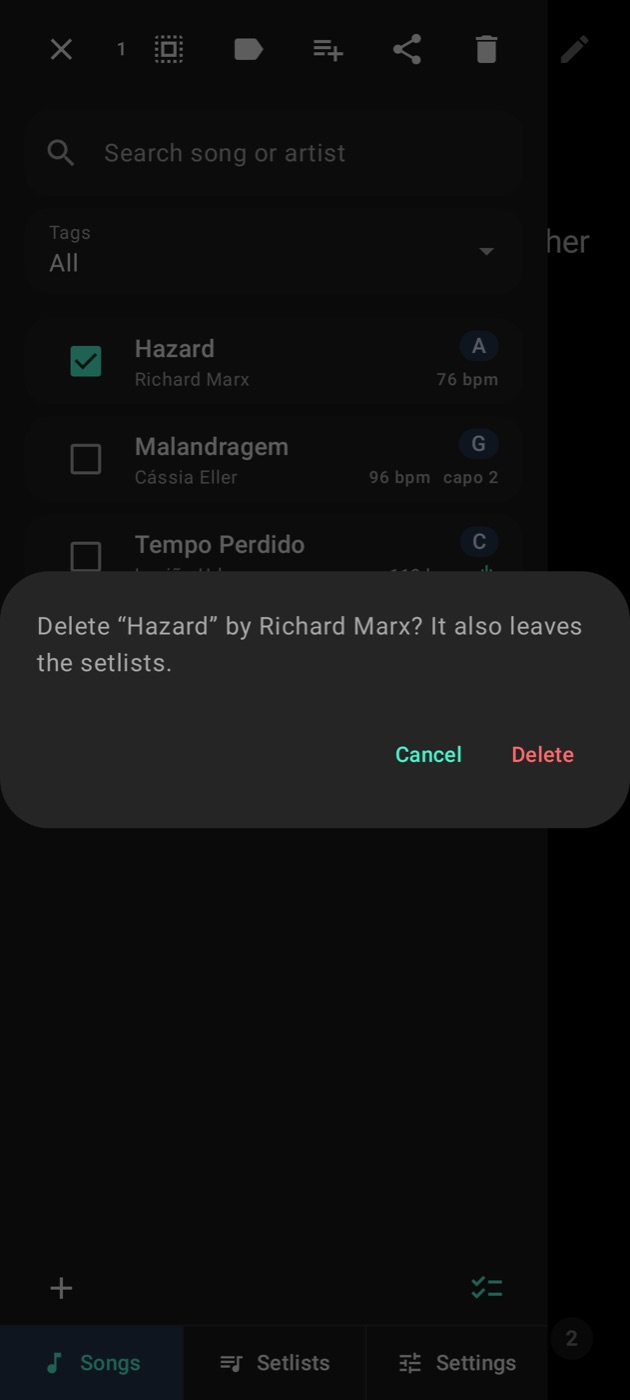 1
Search song or artist
her
Tags
All
Hazard
A
Richard Marx
76 bpm
Malandragem
G
Cássia Eller
96 bpm capo 2
Tempo Perdido
C
Delete “Hazard” by Richard Marx? It also leaves
the setlists.
Cancel
Delete
2
Songs
Setlists
Settings